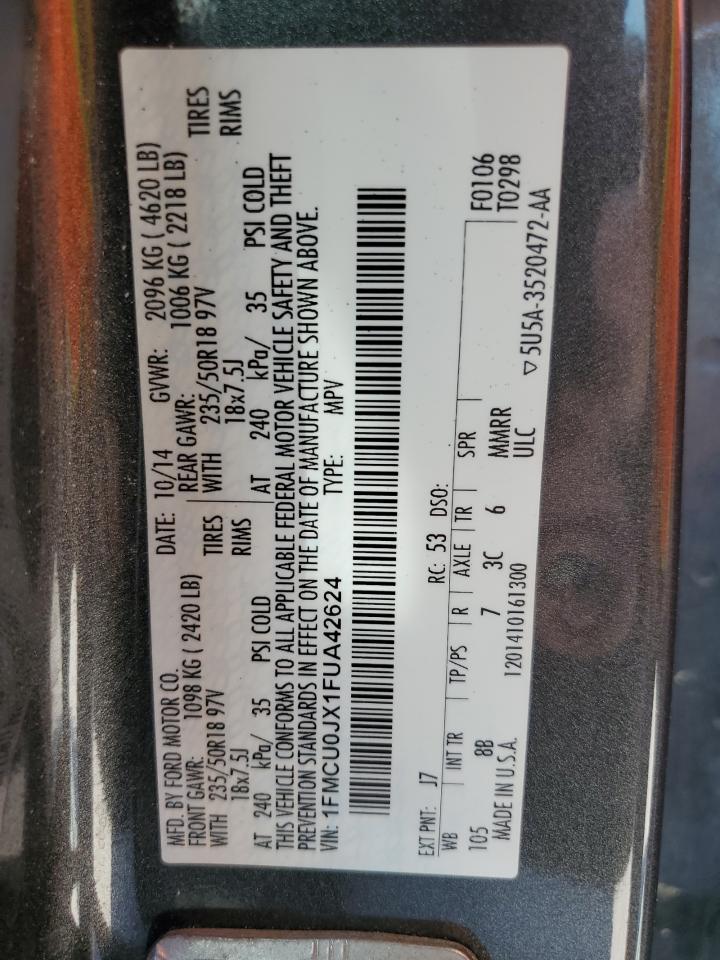 MFD. BY FORD MOTOR CO. DATE: 10/14 GVWR: 2096 KG ( 4620 LB)
FRONT GAWR: 1098 KG ( 2420 LB) REAR GAWR: 1006 KG ( 2218 LB)
WITH 235/50R18 97V TIRES WITH 235/50R18 97V TIRES
18x7.5J RIMS 18x7.5J RIMS
AT 240 kPa/ 35 PSI COLD AT 240 kPa/ 35 PSI COLD
THIS VEHICLE CONFORMS TO ALL APPLICABLE FEDERAL MOTOR VEHICLE SAFETY AND THEFT
PREVENTION STANDARDS IN EFFECT ON THE DATE OF MANUFACTURE SHOWN ABOVE.
VIN: 1FMCU0JX1FUA42624 TYPE: MPV
EXT PNT: J7 RC: 53 DSO:
WB INT TR TP/PS R AXLE TR SPR F0106
105 8B 7 3C 6 MMRR T0298
MADE IN U.S.A. 1201410161300 ULC
▽ 5U5A-3520472-AA